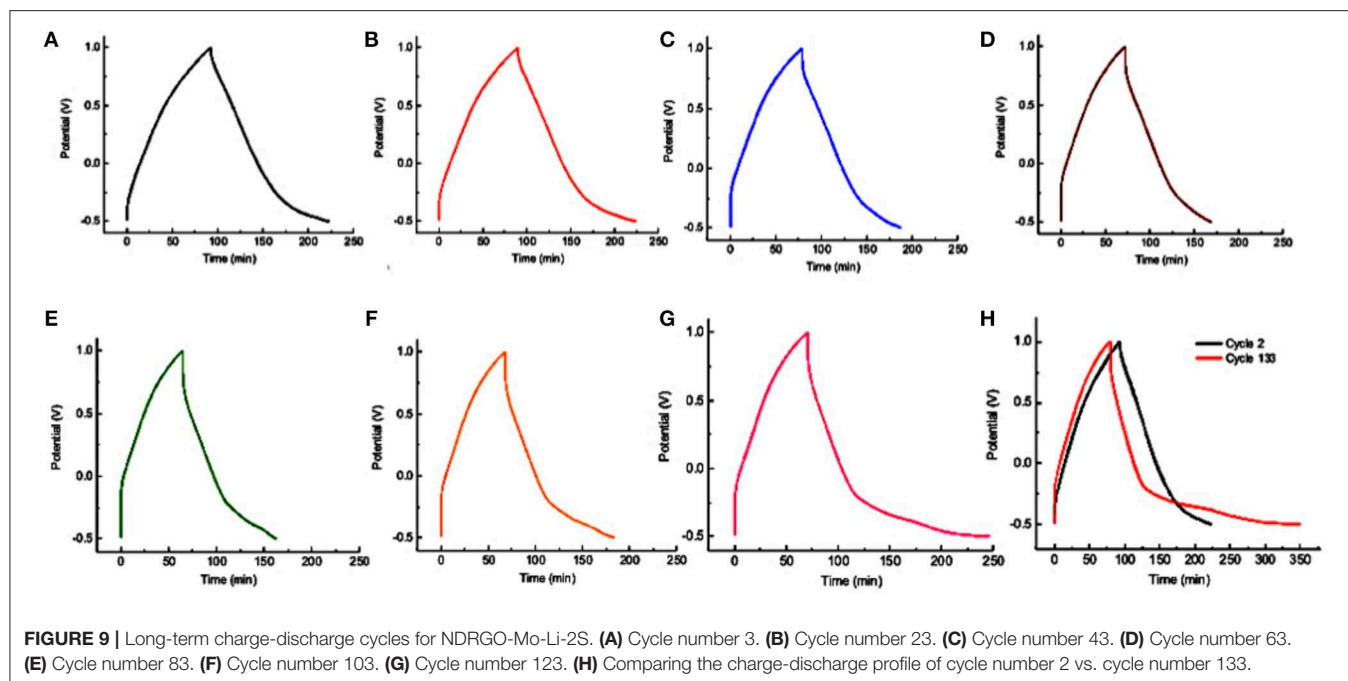 A
1.0
0.5
0.0
-0.5
Potential (V)
0 50 100 150 200 250
Time (min)
B
1.0
0.5
0.0
-0.5
Potential (V)
0 50 100 150 200 250
Time (min)
C
1.0
0.5
0.0
-0.5
Potential (V)
0 50 100 150 200 250
Time (min)
D
1.0
0.5
0.0
-0.5
Potential (V)
0 50 100 150 200 250
Time (min)
E
1.0
0.5
0.0
-0.5
Potential (V)
0 50 100 150 200 250
Time (min)
F
1.0
0.5
0.0
-0.5
Potential (V)
0 50 100 150 200 250
Time (min)
G
1.0
0.5
0.0
-0.5
Potential (V)
0 50 100 150 200 250
Time (min)
H
Cycle 2
Cycle 133
1.0
0.5
0.0
-0.5
Potential (V)
0 50 100 150 200 250 300 350
Time (min)
FIGURE 9 | Long-term charge-discharge cycles for NDRGO-Mo-Li-2S. (A) Cycle number 3. (B) Cycle number 23. (C) Cycle number 43. (D) Cycle number 63.
(E) Cycle number 83. (F) Cycle number 103. (G) Cycle number 123. (H) Comparing the charge-discharge profile of cycle number 2 vs. cycle number 133.